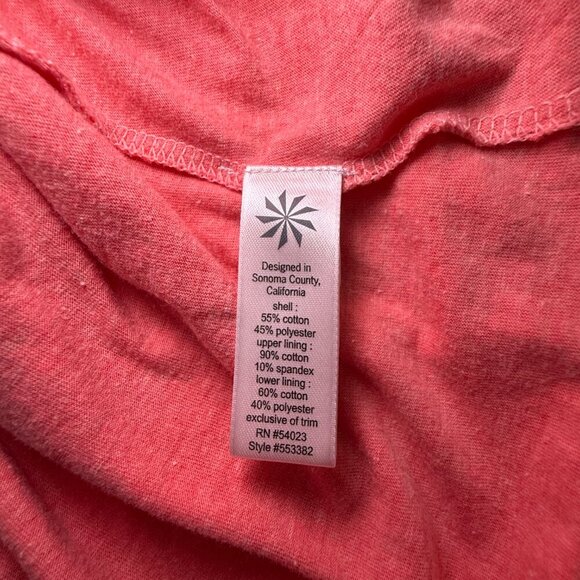 Designed in
Sonoma County,
California
shell :
55% cotton
45% polyester
upper lining :
90% cotton
10% spandex
lower lining :
60% cotton
40% polyester
exclusive of trim
RN #54023
Style #553382